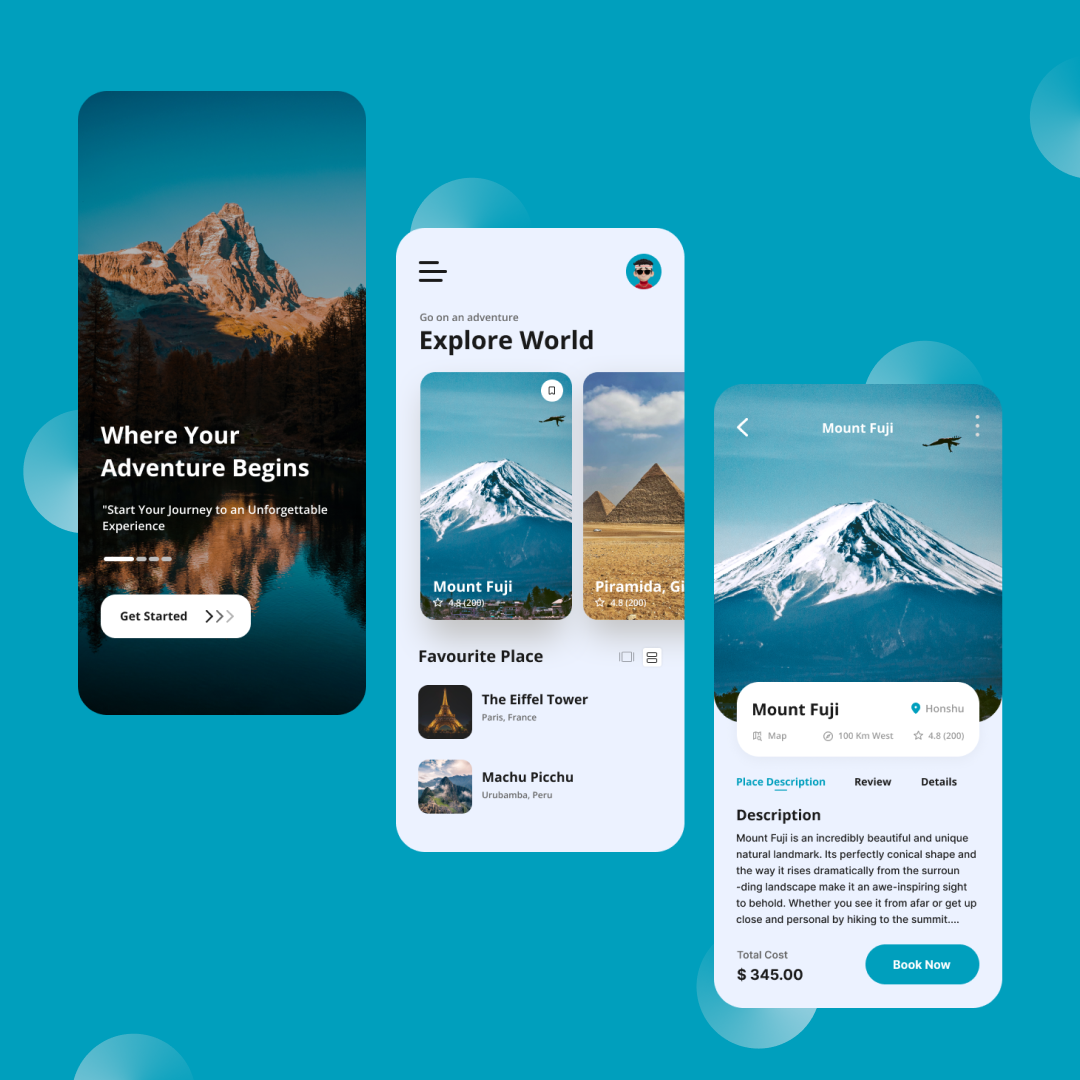 Where Your
Adventure Begins
"Start Your Journey to an Unforgettable
Experience
Get Started
Go on an adventure
Explore World
Mount Fuji
4.8 (200)
Piramida, Gi
4.8 (200)
Favourite Place
The Eiffel Tower
Paris, France
Machu Picchu
Urubamba, Peru
Mount Fuji
Mount Fuji
Honshu
Map
100 Km West
4.8 (200)
Place Description
Review
Details
Description
Mount Fuji is an incredibly beautiful and unique
natural landmark. Its perfectly conical shape and
the way it rises dramatically from the surroun
-ding landscape make it an awe-inspiring sight
to behold. Whether you see it from afar or get up
close and personal by hiking to the summit....
Total Cost
$ 345.00
Book Now